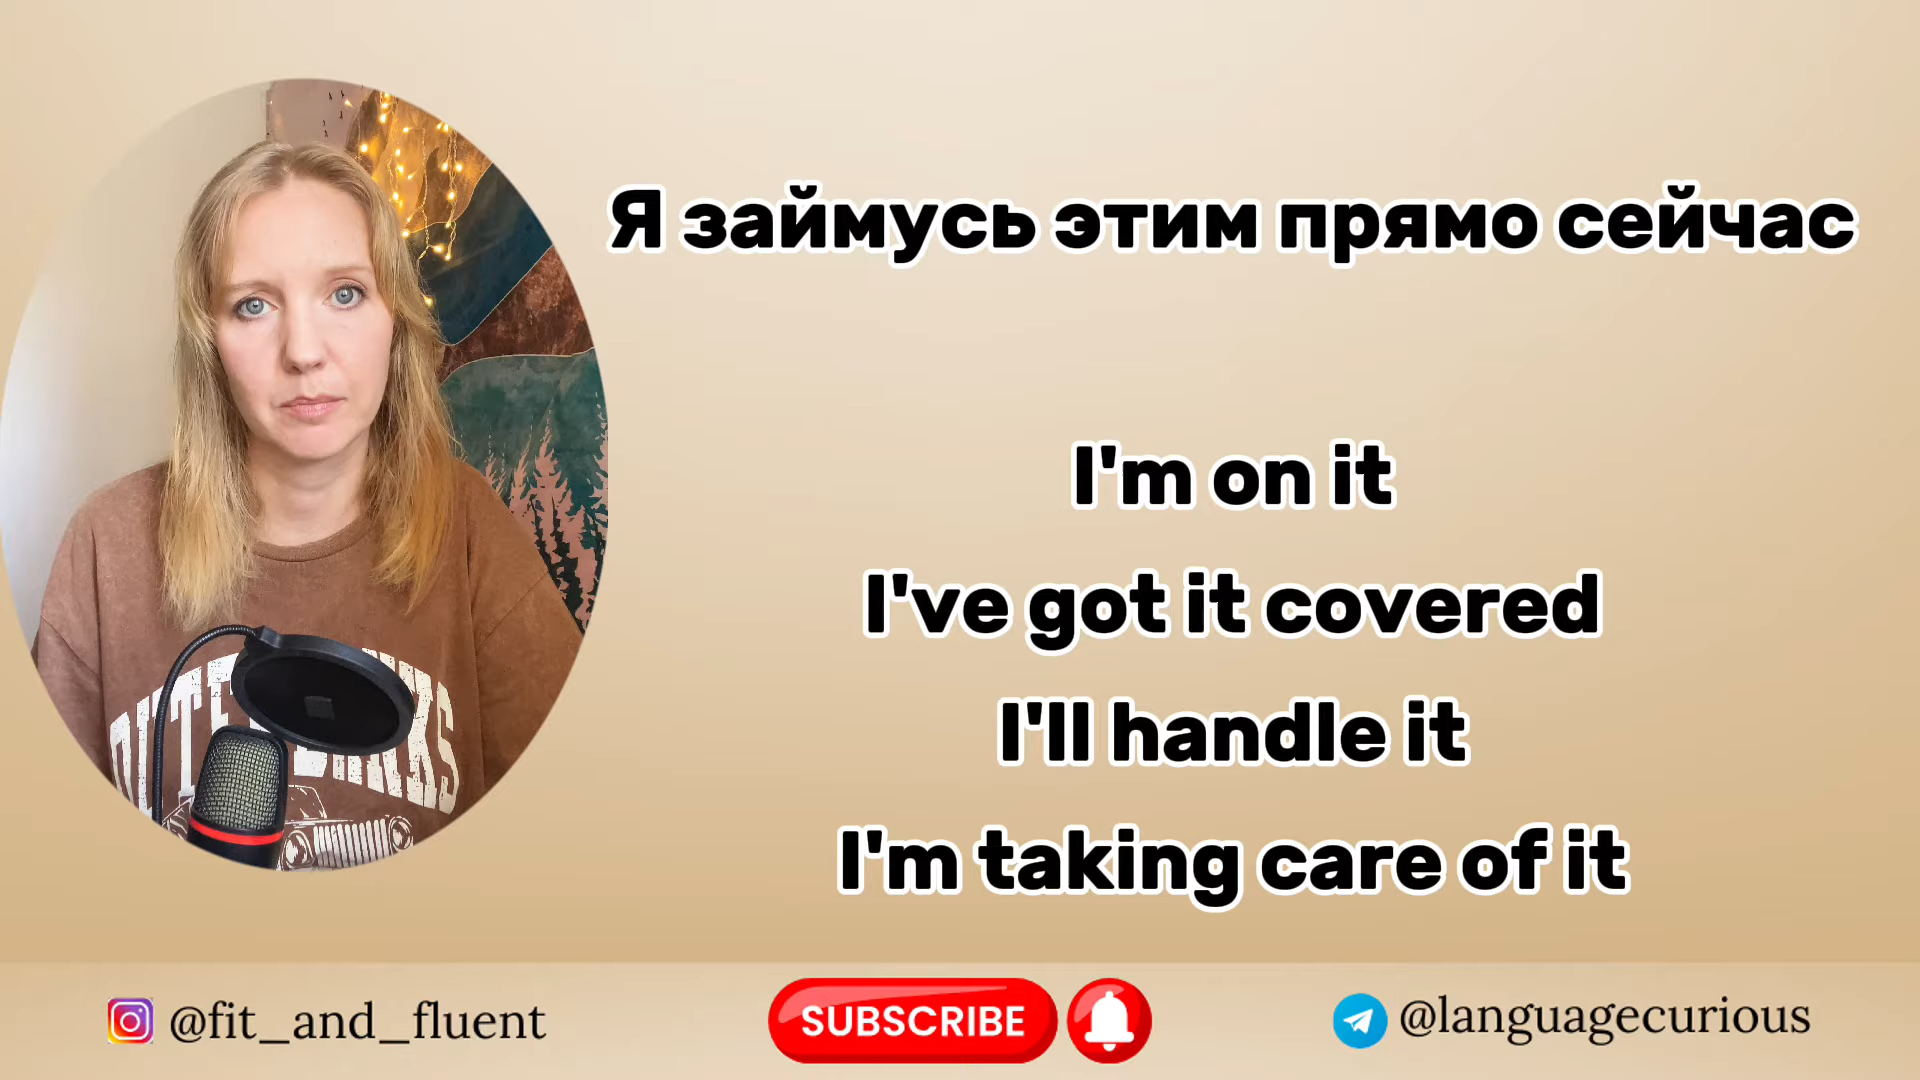 Я займусь этим прямо сейчас
I'm on it
I've got it covered
I'll handle it
I'm taking care of it
@fit_and_fluent
SUBSCRIBE
@languagecurious